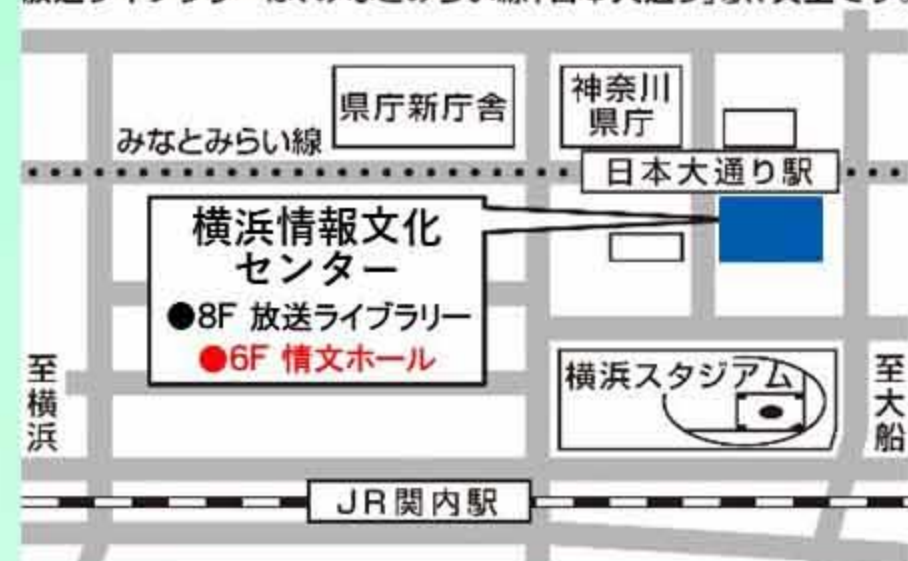 県庁新庁舎
神奈川
県庁
みなとみらい線
日本大通り駅
横浜情報文化
センター
●8F 放送ライブラリー
●6F 情文ホール
横浜スタジアム
至横浜
至大船
JR関内駅